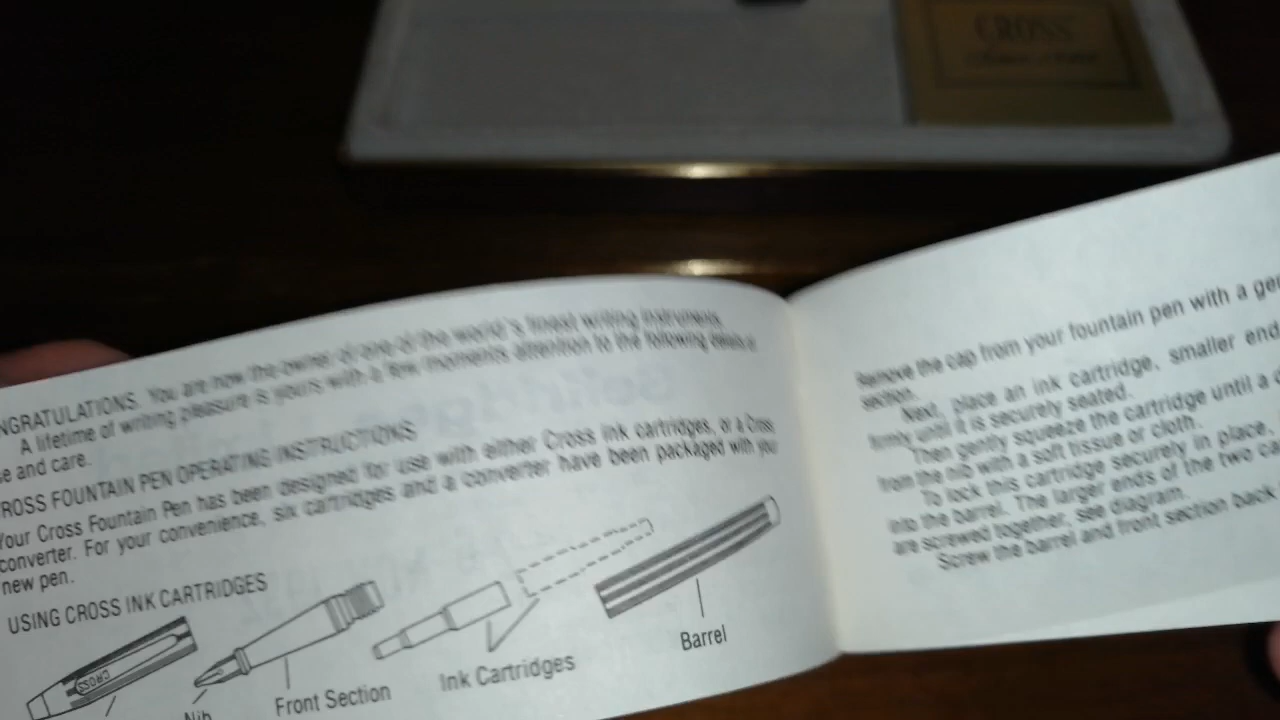 CROSS
NGRATULATIONS. You are now the owner of one of the world's finest writing instruments.
A lifetime of writing pleasure is yours with a few moments attention to the following details of
se and care.
ROSS FOUNTAIN PEN OPERATING INSTRUCTIONS
Your Cross Fountain Pen has been designed for use with either Cross ink cartridges, or a Cross
converter. For your convenience, six cartridges and a converter have been packaged with you
new pen.
USING CROSS INK CARTRIDGES
CROSS
Nib
Front Section
Ink Cartridges
Barrel
Remove the cap from your fountain pen with a gen
section.
Next, place an ink cartridge, smaller end
firmly until it is securely seated.
Then gently squeeze the cartridge until a d
from the nib with a soft tissue or cloth.
To lock this cartridge securely in place,
into the barrel. The larger ends of the two ca
are screwed together, see diagram.
Screw the barrel and front section back